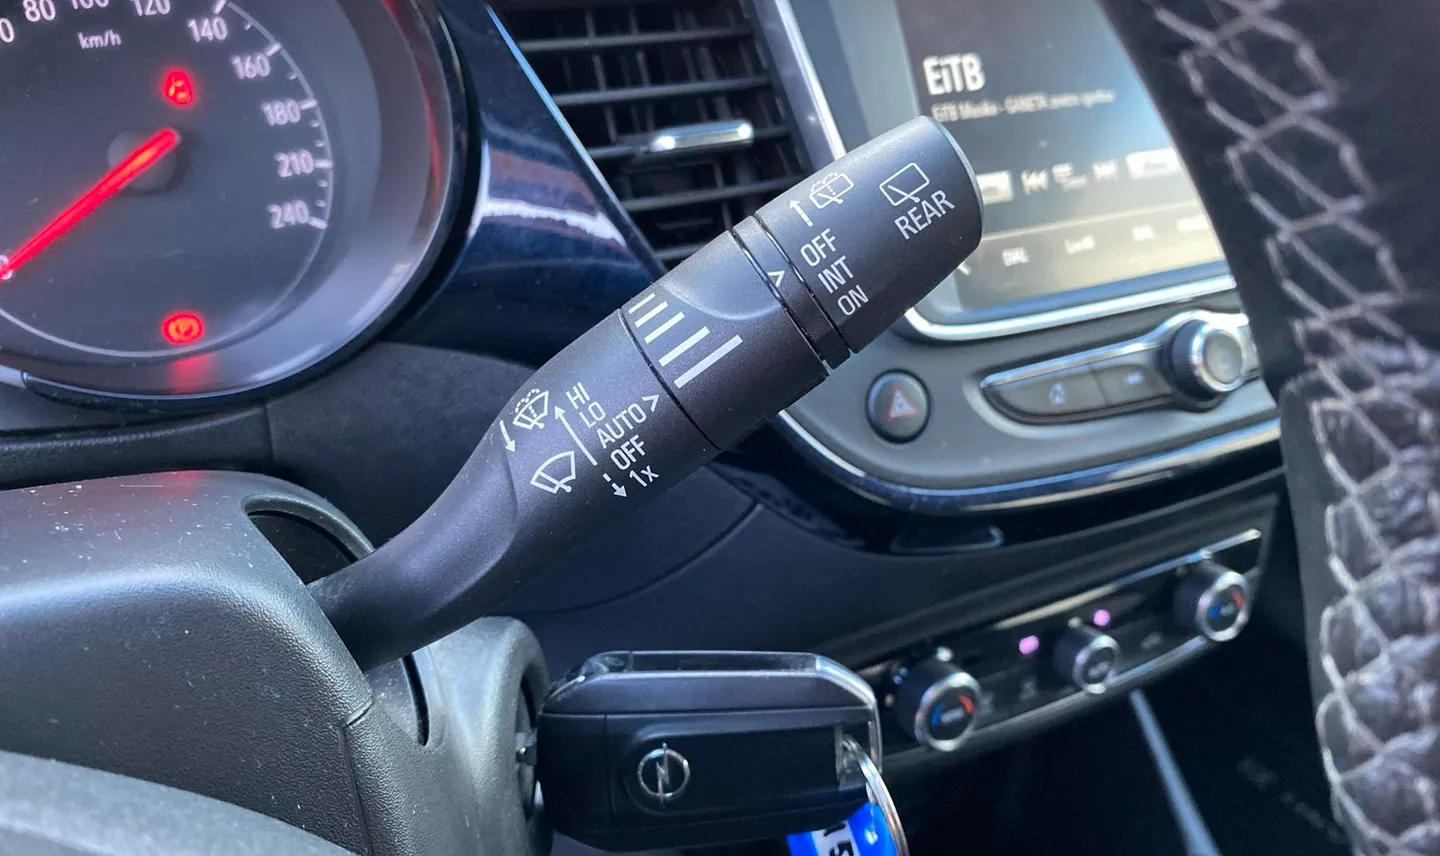 80
100
120
140
160
180
210
240
km/h
EiTB
REAR
OFF
INT
ON
HI
LO
AUTO>
OFF
1x